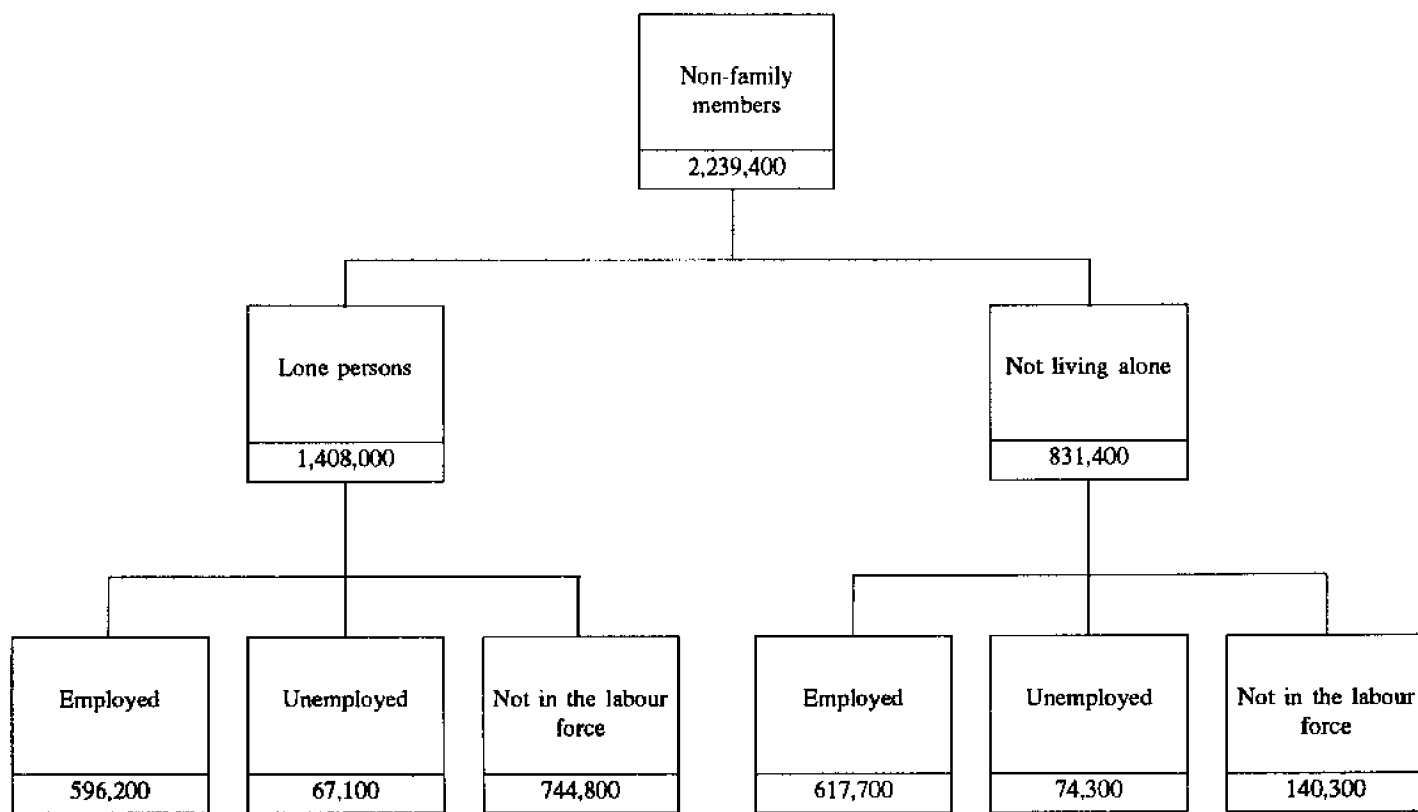 Non-family
members
2,239,400
Lone persons
1,408,000
Not living alone
831,400
Employed
596,200
Unemployed
67,100
Not in the labour
force
744,800
Employed
617,700
Unemployed
74,300
Not in the labour
force
140,300